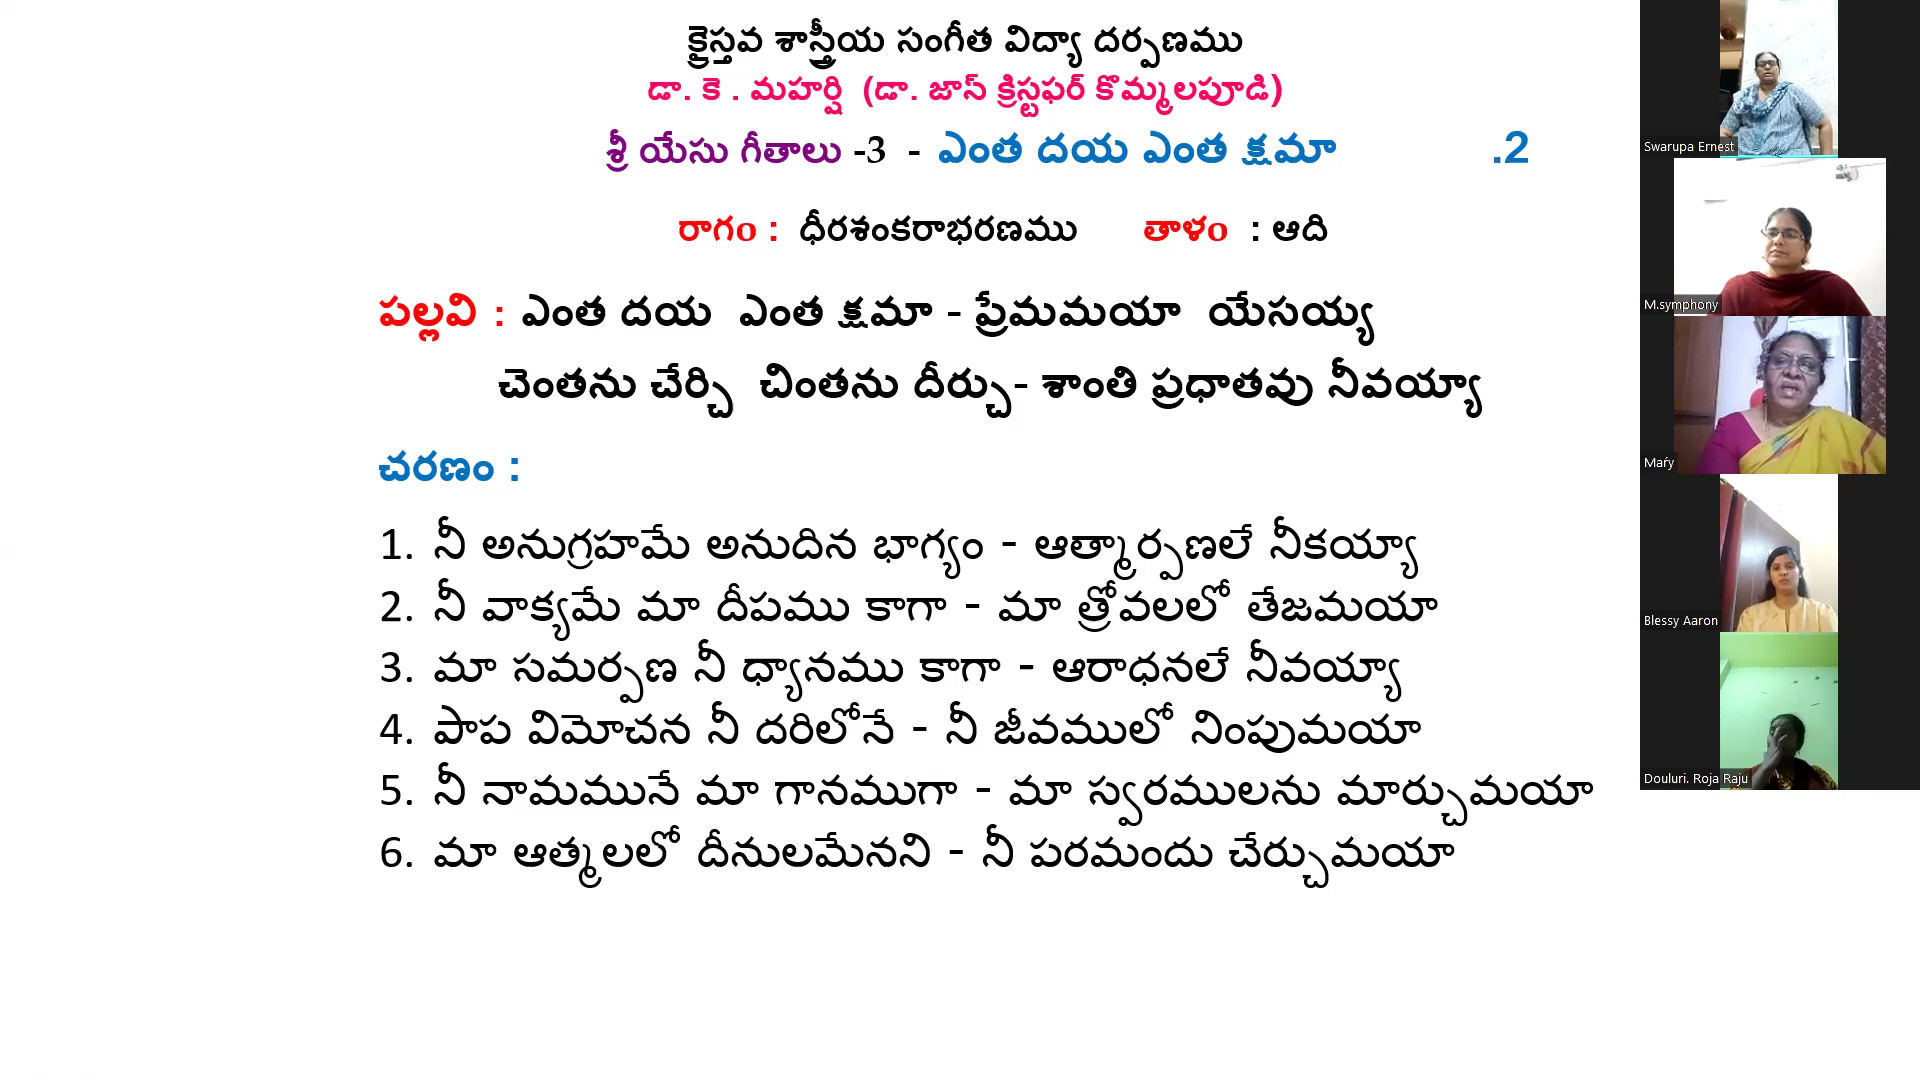 క్రైస్తవ శాస్త్రీయ సంగీత విద్యా దర్పణము
డా. కె . మహర్షి (డా. జాస్ క్రిస్టఫర్ కొమ్మలపూడి)
శ్రీ యేసు గీతాలు -3 - ఎంత దయ ఎంత క్షమా .2
రాగం : ధీరశంకరాభరణము తాళం : ఆది
పల్లవి : ఎంత దయ ఎంత క్షమా - ప్రేమమయా యేసయ్య
చెంతను చేర్చి చింతను దీర్చు- శాంతి ప్రధాతవు నీవయ్యా
చరణం :
1. నీ అనుగ్రహమే అనుదిన భాగ్యం - ఆత్మార్పణలే నీకయ్యా
2. నీ వాక్యమే మా దీపము కాగా - మా త్రోవలలో తేజమయా
3. మా సమర్పణ నీ ధ్యానము కాగా - ఆరాధనలే నీవయ్యా
4. పాప విమోచన నీ దరిలోనే - నీ జీవములో నింపుమయా
5. నీ నామమునే మా గానముగా - మా స్వరములను మార్చుమయా
6. మా ఆత్మలలో దీనులమేనని - నీ పరమందు చేర్చుమయా
Swarupa Ernest
M.symphony
Maŕy
Blessy Aaron
Douluri. Roja Raju